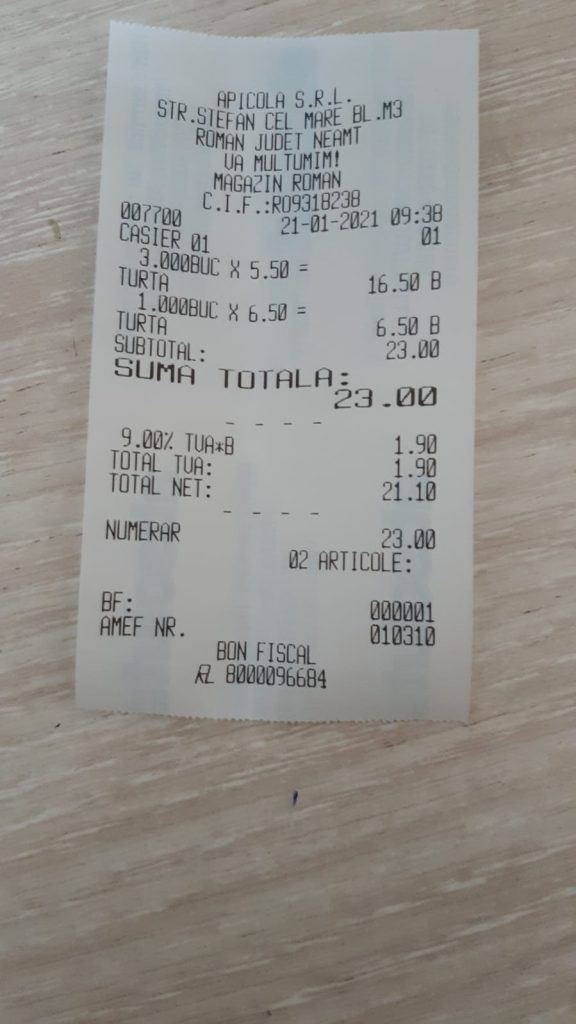 APICOLA S.R.L.
STR.STEFAN CEL MARE BL.M3
ROMAN JUDET NEAMT
VA MULTUMIM!
MAGAZIN ROMAN
C.I.F.:RO9318238
007700 21-01-2021 09:38
CASIER 01 01
3.000BUC X 5.50 =
TURTA 16.50 B
1.000BUC X 6.50 =
TURTA 6.50 B
SUBTOTAL: 23.00
SUMA TOTALA:
23.00
- - - -
9.00% TVA*B 1.90
TOTAL TVA: 1.90
TOTAL NET: 21.10
- - - -
NUMERAR 23.00
02 ARTICOLE:
BF: 000001
AMEF NR. 010310
BON FISCAL
8000096684